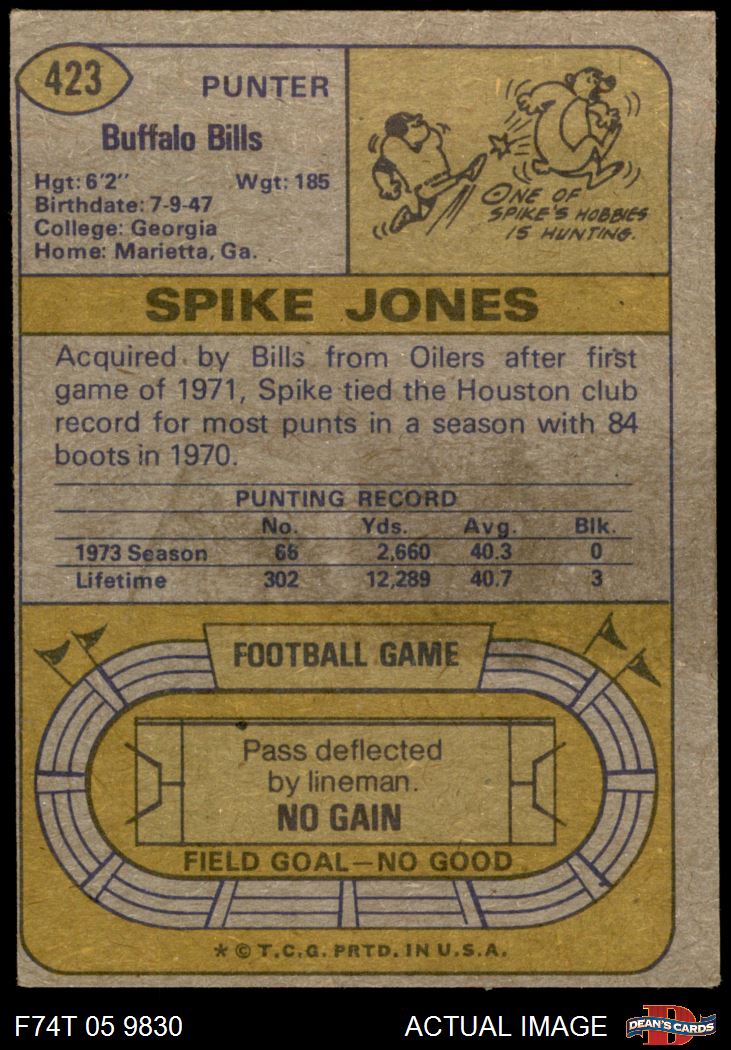 423
PUNTER
Buffalo Bills
Hgt: 6'2" Wgt: 185
Birthdate: 7-9-47
College: Georgia
Home: Marietta, Ga.
ONE OF
SPIKE'S HOBBIES
IS HUNTING.
SPIKE JONES
Acquired by Bills from Oilers after first
game of 1971, Spike tied the Houston club
record for most punts in a season with 84
boots in 1970.
PUNTING RECORD
No. Yds. Avg. Blk.
1973 Season 66 2,660 40.3 0
Lifetime 302 12,289 40.7 3
FOOTBALL GAME
Pass deflected
by lineman.
NO GAIN
FIELD GOAL—NO GOOD
* © T.C.G. PRTD. IN U.S.A.
F74T 05 9830 ACTUAL IMAGE
D
DEAN'S CARDS